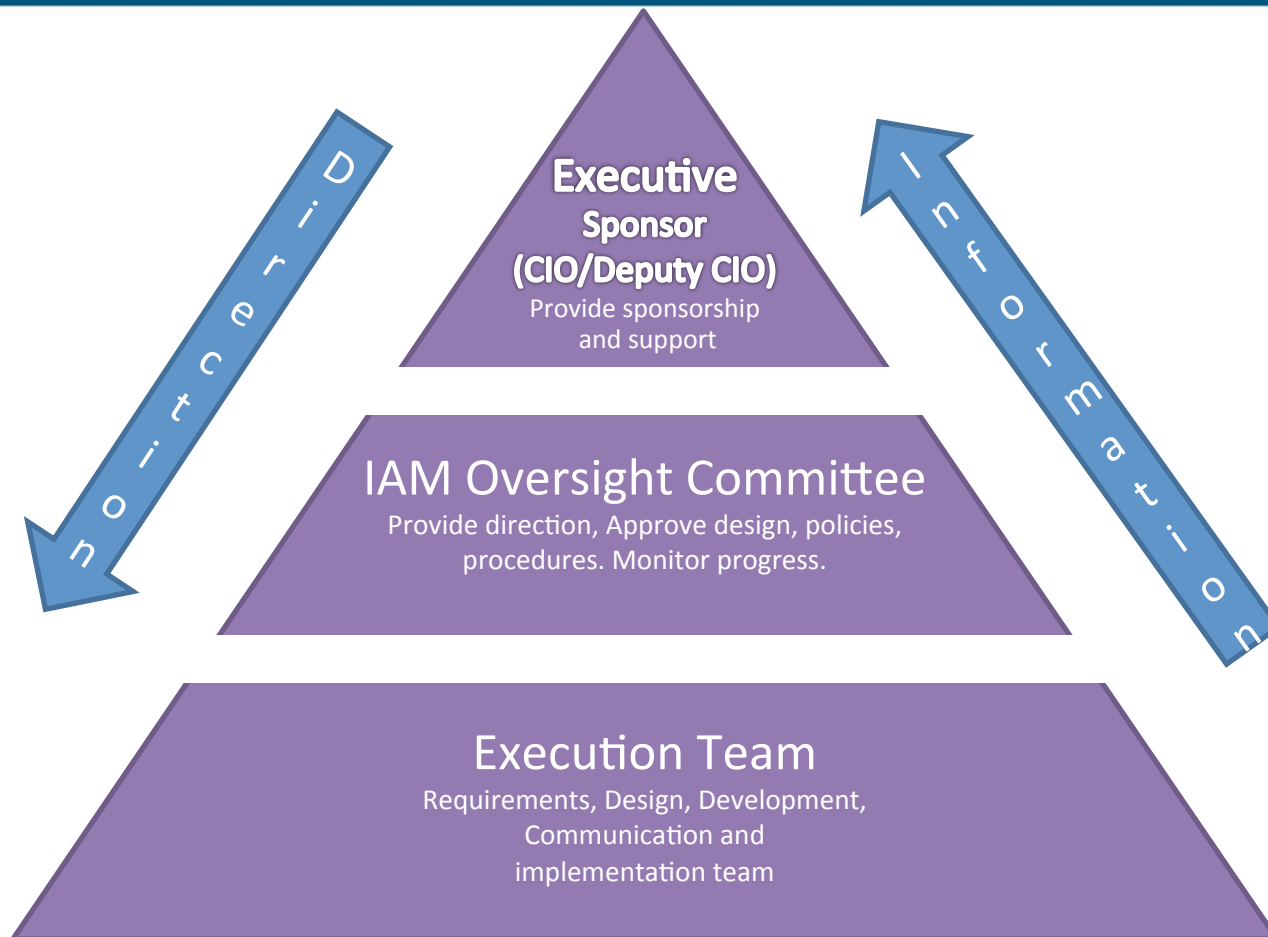 Direction
Information
Executive
Sponsor
(CIO/Deputy CIO)
Provide sponsorship
and support
IAM Oversight Committee
Provide direction, Approve design, policies,
procedures. Monitor progress.
Execution Team
Requirements, Design, Development,
Communication and
implementation team